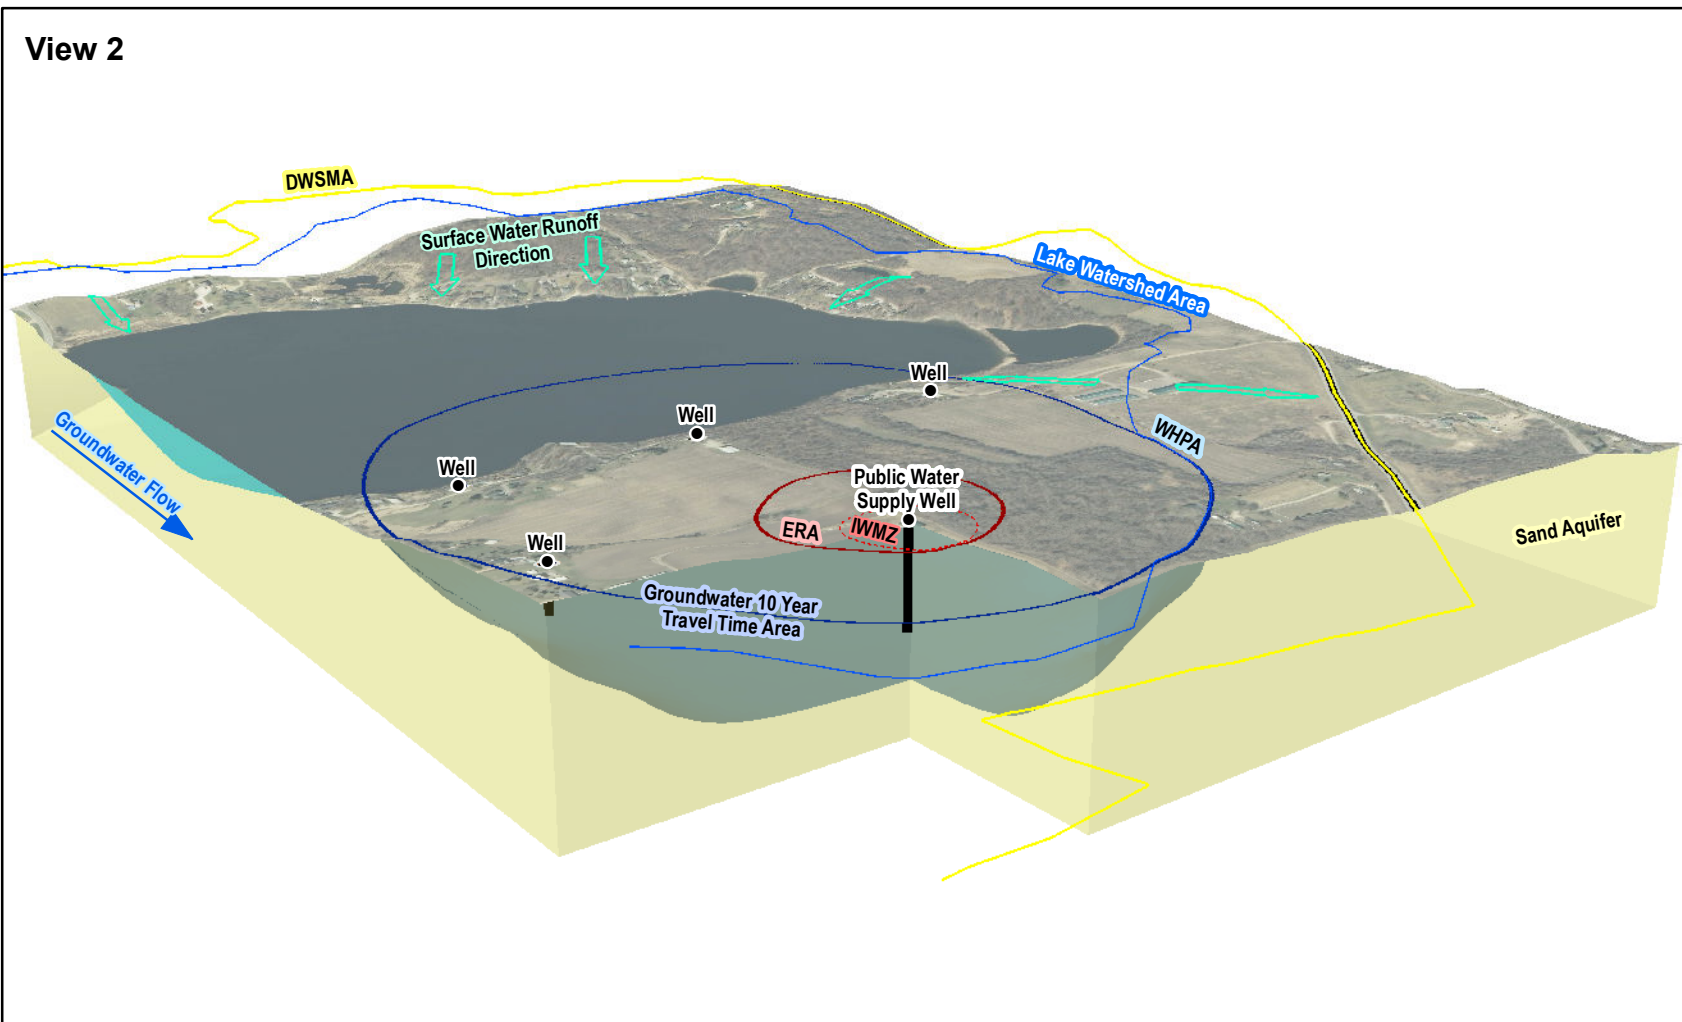 View 2
DWSMA
Surface Water Runoff
Direction
Lake Watershed Area
Well
Well
WHPA
Well
Public Water
Supply Well
Groundwater Flow
ERA
IWMZ
Sand Aquifer
Well
Groundwater 10 Year
Travel Time Area